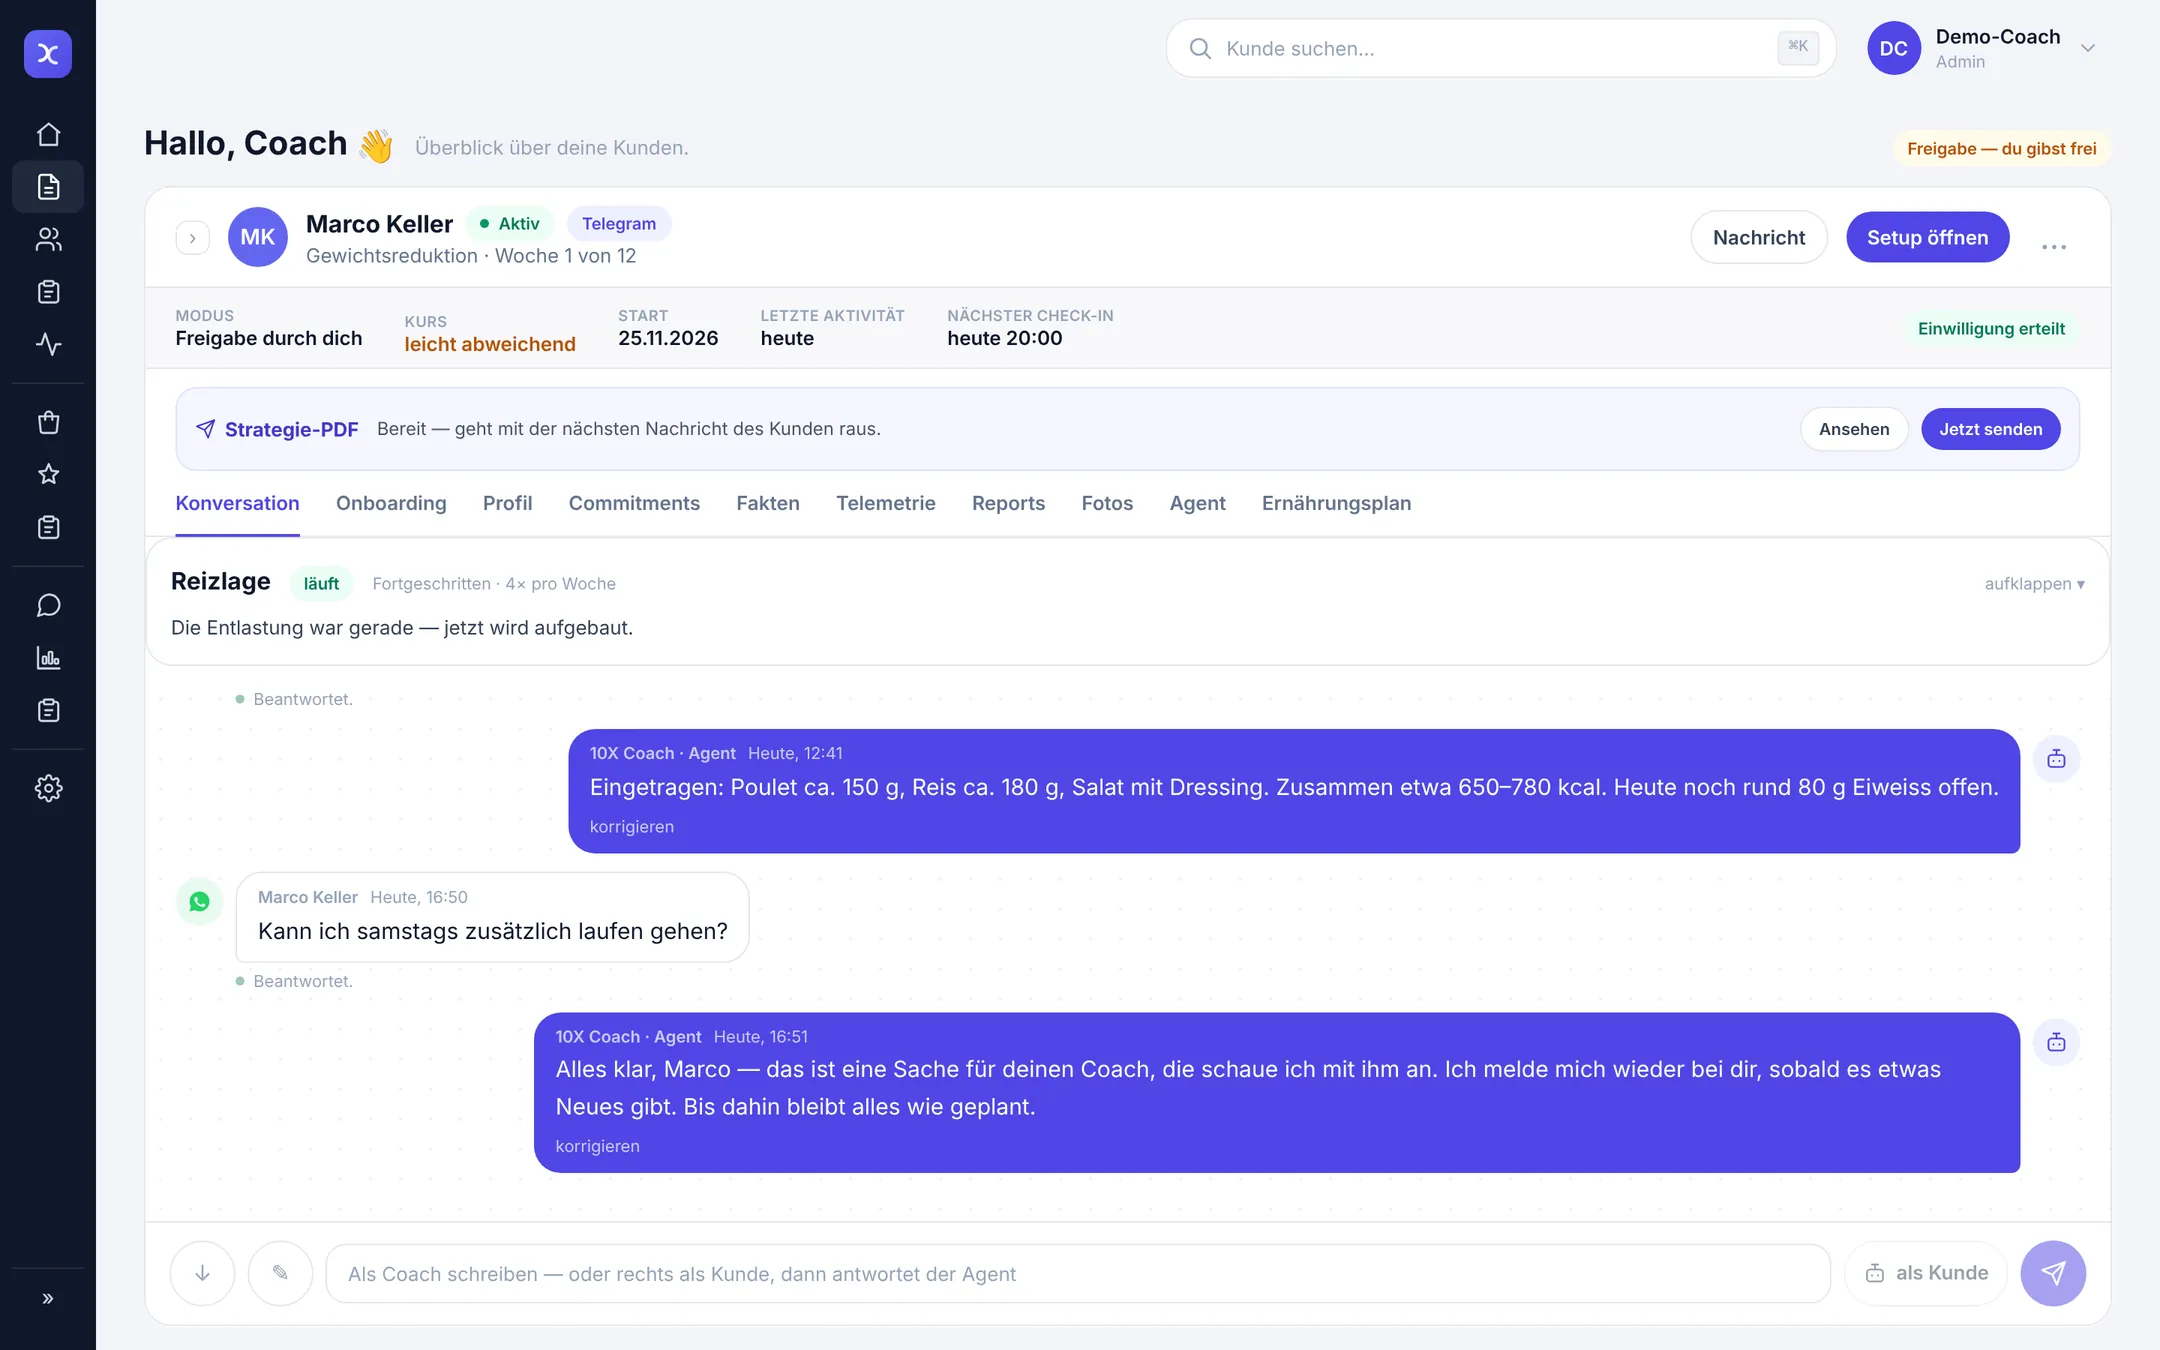 Kunde suchen...
⌘K
DC
Demo-Coach
Admin
Hallo, Coach 👋
Überblick über deine Kunden.
Freigabe — du gibst frei
MK
Marco Keller
Aktiv
Telegram
Gewichtsreduktion · Woche 1 von 12
Nachricht
Setup öffnen
...
MODUS
Freigabe durch dich
KURS
leicht abweichend
START
25.11.2026
LETZTE AKTIVITÄT
heute
NÄCHSTER CHECK-IN
heute 20:00
Einwilligung erteilt
Strategie-PDF
Bereit — geht mit der nächsten Nachricht des Kunden raus.
Ansehen
Jetzt senden
Konversation
Onboarding
Profil
Commitments
Fakten
Telemetrie
Reports
Fotos
Agent
Ernährungsplan
Reizlage
läuft
Fortgeschritten · 4× pro Woche
aufklappen ▾
Die Entlastung war gerade — jetzt wird aufgebaut.
Beantwortet.
10X Coach · Agent Heute, 12:41
Eingetragen: Poulet ca. 150 g, Reis ca. 180 g, Salat mit Dressing. Zusammen etwa 650–780 kcal. Heute noch rund 80 g Eiweiss offen.
korrigieren
Marco Keller Heute, 16:50
Kann ich samstags zusätzlich laufen gehen?
Beantwortet.
10X Coach · Agent Heute, 16:51
Alles klar, Marco — das ist eine Sache für deinen Coach, die schaue ich mit ihm an. Ich melde mich wieder bei dir, sobald es etwas
Neues gibt. Bis dahin bleibt alles wie geplant.
korrigieren
Als Coach schreiben — oder rechts als Kunde, dann antwortet der Agent
als Kunde